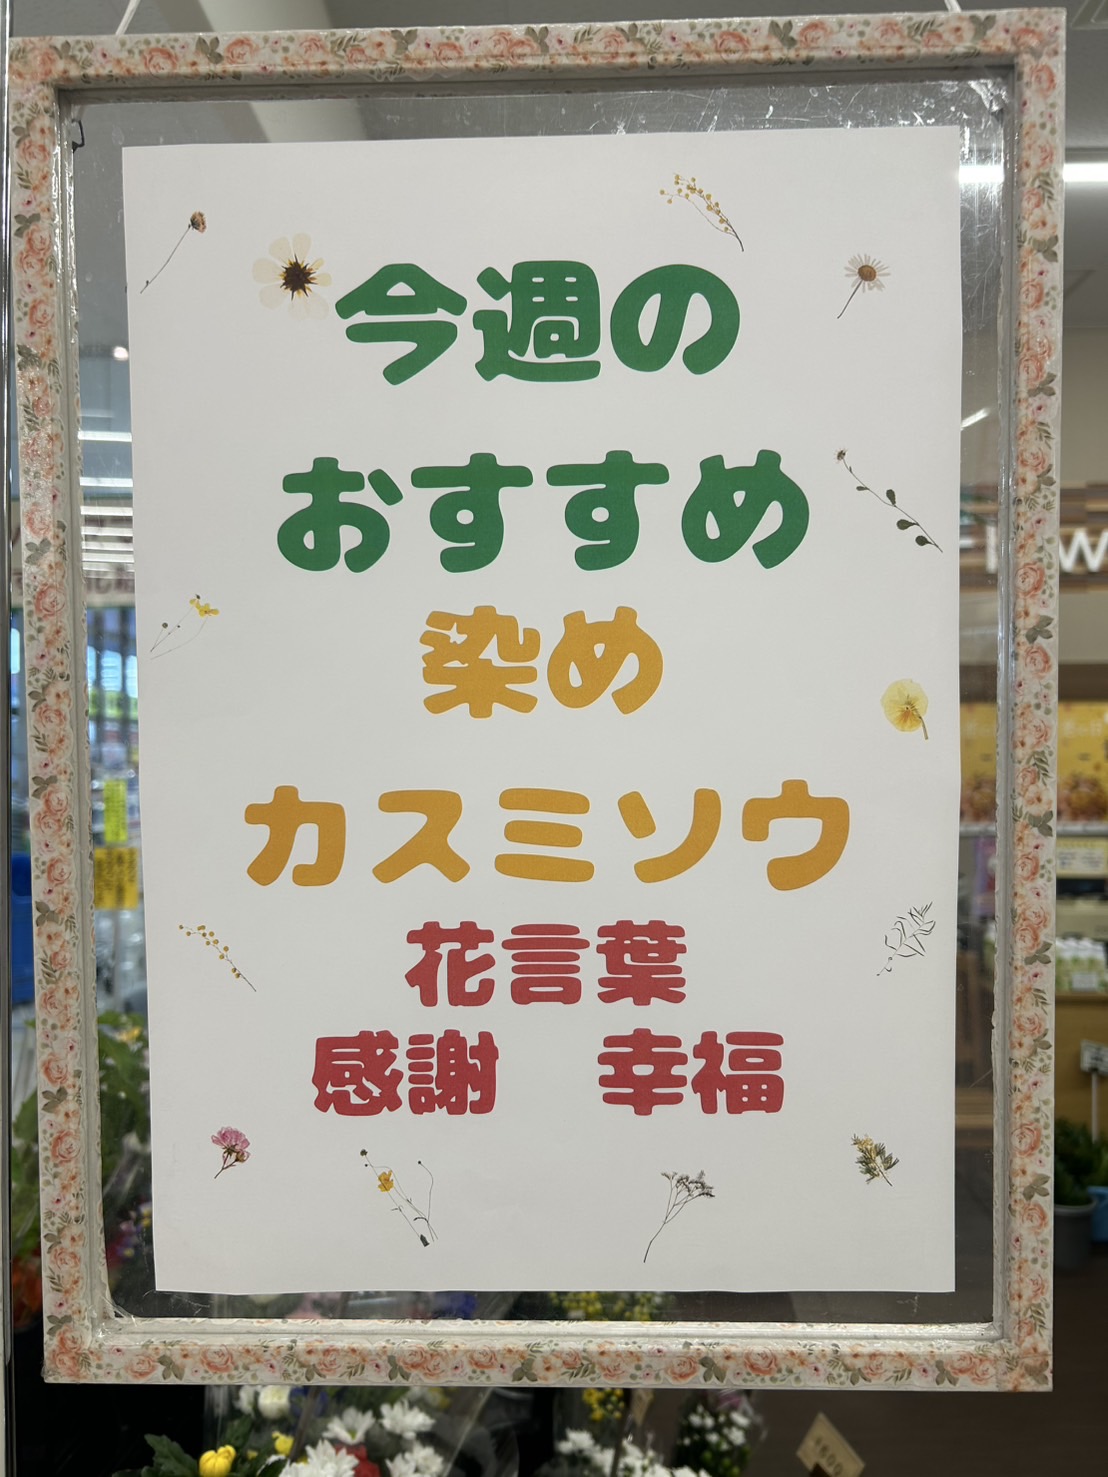 今週の
おすすめ
染め
カスミソウ
花言葉
感謝　幸福